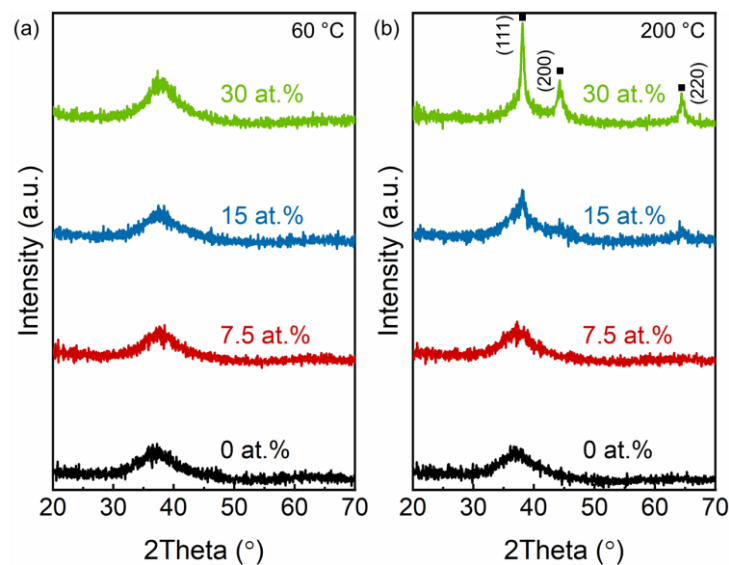 (a)
60 °C
30 at.%
15 at.%
7.5 at.%
0 at.%
Intensity (a.u.)
20 30 40 50 60 70
2Theta (°)
(b)
200 °C
(111)
(200)
(220)
30 at.%
15 at.%
7.5 at.%
0 at.%
Intensity (a.u.)
20 30 40 50 60 70
2Theta (°)